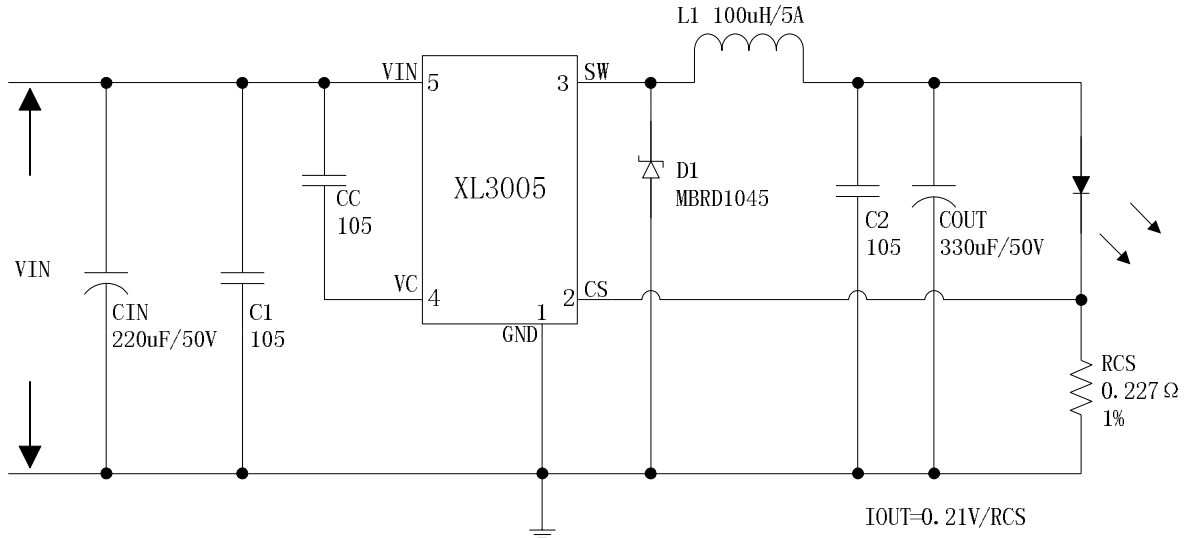 L1 100uH/5A
VIN
5
3
SW
XL3005
D1
MBRD1045
CC
105
C2
105
COUT
330uF/50V
VIN
VC
4
2
CS
1
GND
CIN
220uF/50V
C1
105
RCS
0.227Ω
1%
IOUT=0.21V/RCS